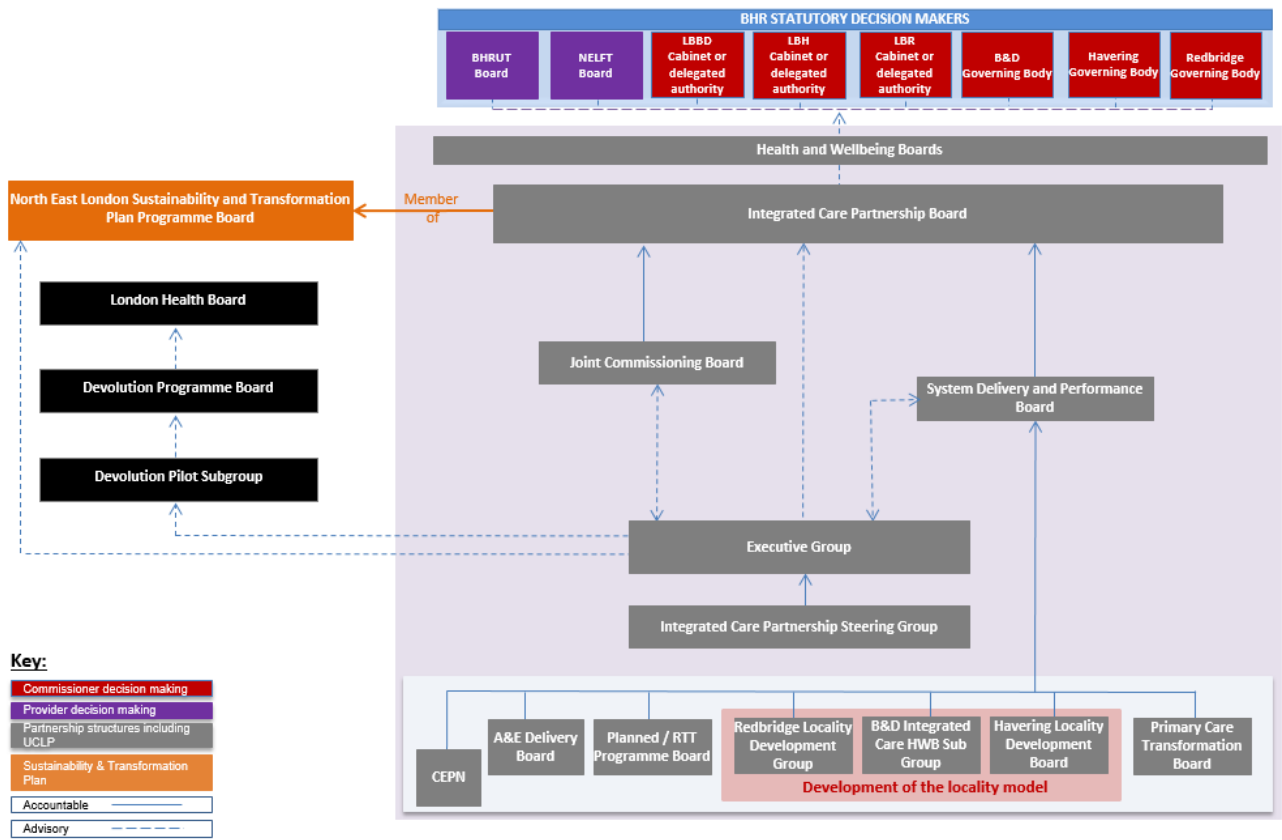 BHR STATUTORY DECISION MAKERS
BHRUT
Board
NELFT
Board
LBBD
Cabinet or
delegated
authority
LBH
Cabinet or
delegated
authority
LBR
Cabinet or
delegated
authority
B&D
Governing Body
Havering
Governing Body
Redbridge
Governing Body
Health and Wellbeing Boards
North East London Sustainability and Transformation
Plan Programme Board
Member
of
Integrated Care Partnership Board
London Health Board
Joint Commissioning Board
Devolution Programme Board
System Delivery and Performance
Board
Devolution Pilot Subgroup
Executive Group
Integrated Care Partnership Steering Group
Key:
Commissioner decision making
Provider decision making
Partnership structures including
UCLP
Sustainability & Transformation
Plan
Accountable
Advisory
CEPN
A&E Delivery
Board
Planned / RTT
Programme Board
Redbridge Locality
Development
Group
B&D Integrated
Care HWB Sub
Group
Havering Locality
Development
Board
Primary Care
Transformation
Board
Development of the locality model